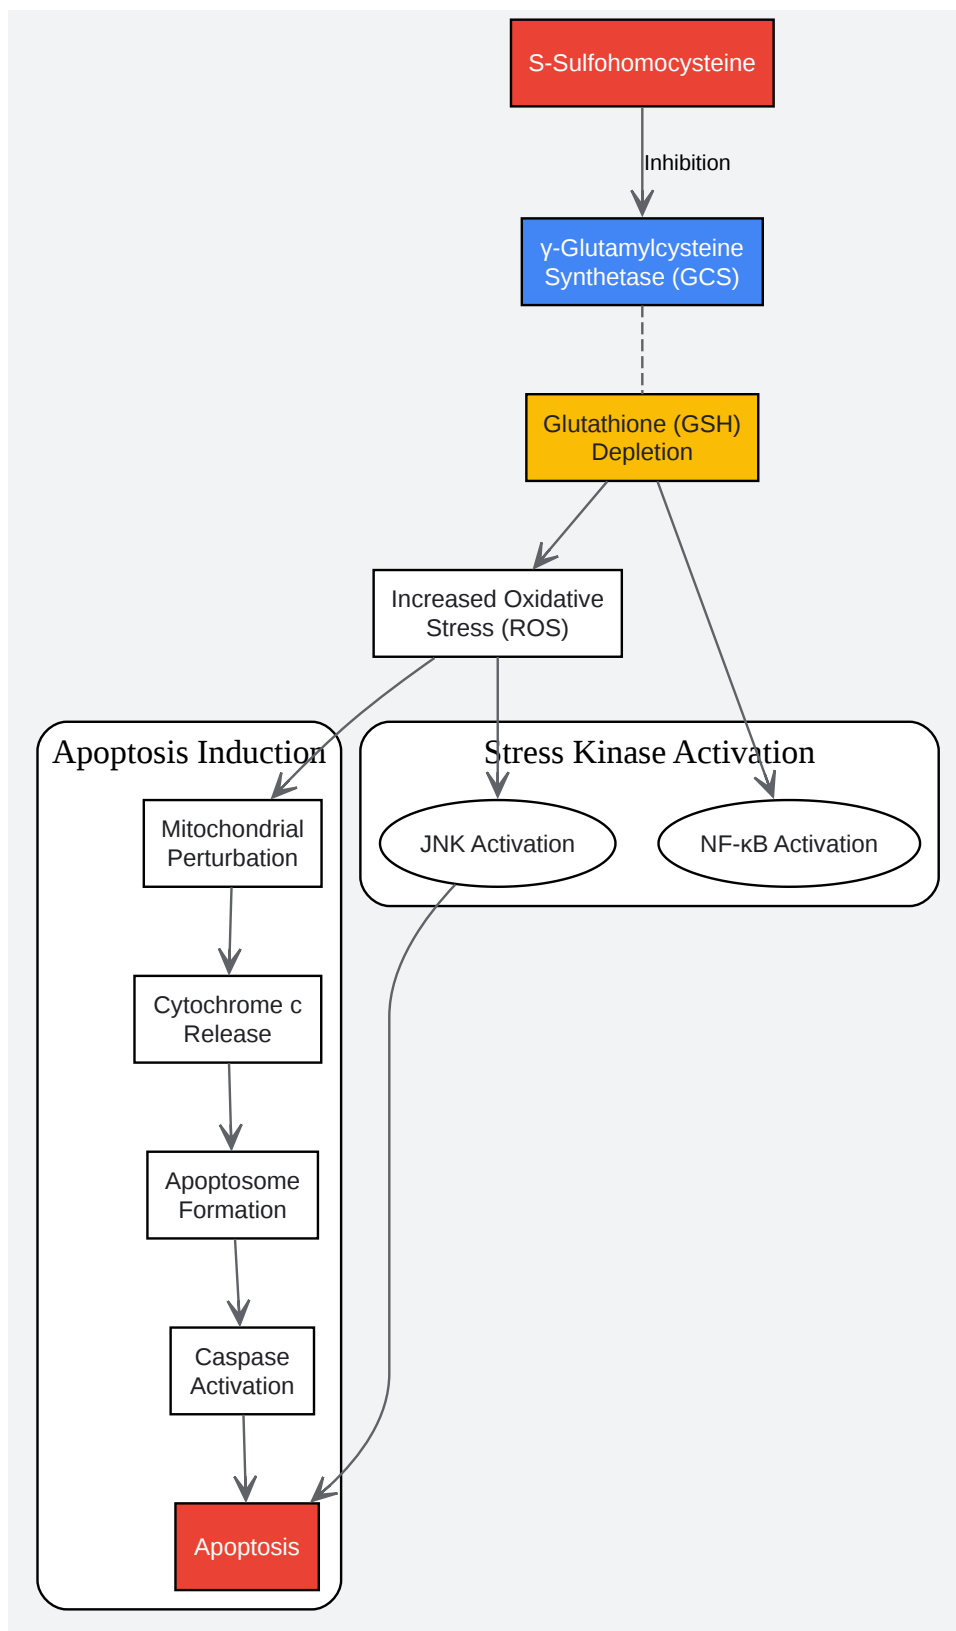 S-Sulfohomocysteine
Inhibition
γ-Glutamylcysteine
Synthetase (GCS)
Glutathione (GSH)
Depletion
Increased Oxidative
Stress (ROS)
Apoptosis Induction
Stress Kinase Activation
Mitochondrial
Perturbation
JNK Activation
NF-κB Activation
Cytochrome c
Release
Apoptosome
Formation
Caspase
Activation
Apoptosis